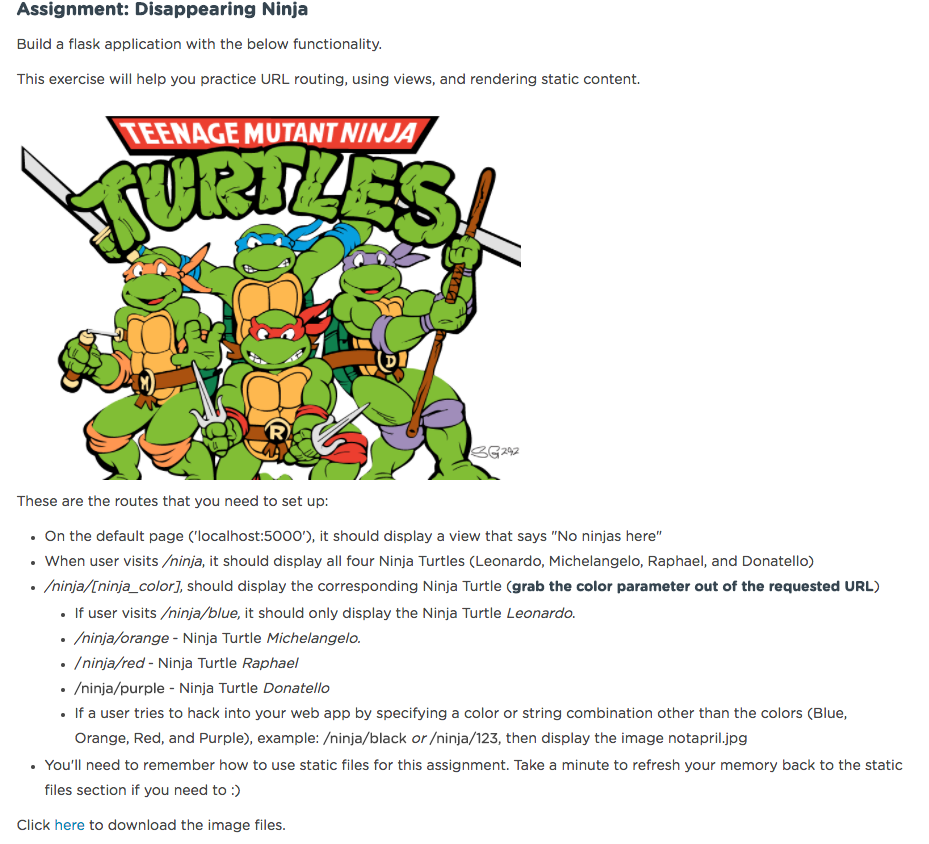 Assignment: Disappearing Ninja
Build a flask application with the below functionality.
This exercise will help you practice URL routing, using views, and rendering static content.
TEENAGE MUTANT NINJA
TURTLES
M
D
R
SG292
These are the routes that you need to set up:
• On the default page ('localhost:5000'), it should display a view that says "No ninjas here"
• When user visits /ninja, it should display all four Ninja Turtles (Leonardo, Michelangelo, Raphael, and Donatello)
• /ninja/[ninja_color], should display the corresponding Ninja Turtle (grab the color parameter out of the requested URL)
• If user visits /ninja/blue, it should only display the Ninja Turtle Leonardo.
• /ninja/orange - Ninja Turtle Michelangelo.
• /ninja/red - Ninja Turtle Raphael
• /ninja/purple - Ninja Turtle Donatello
• If a user tries to hack into your web app by specifying a color or string combination other than the colors (Blue,
Orange, Red, and Purple), example: /ninja/black or /ninja/123, then display the image notapril.jpg
• You'll need to remember how to use static files for this assignment. Take a minute to refresh your memory back to the static
files section if you need to :)
Click here to download the image files.